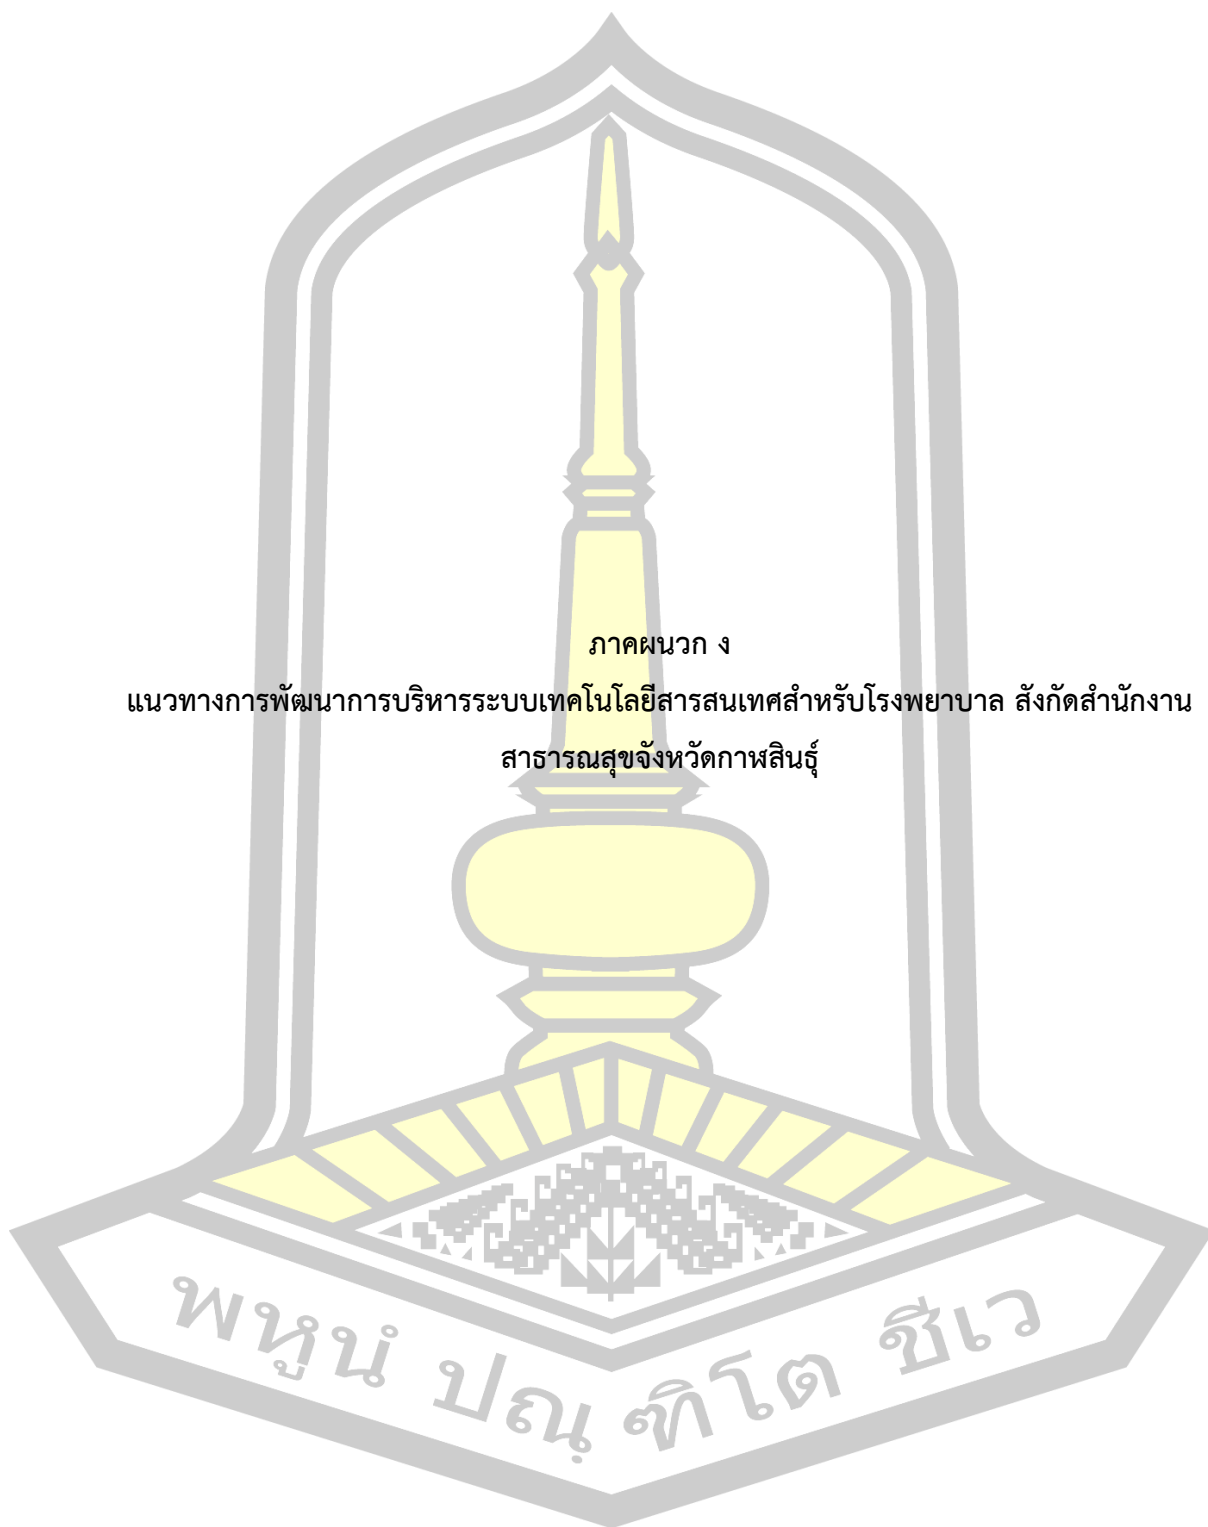 ภาคผนวก ง
แนวทางการพัฒนาการบริหารระบบเทคโนโลยีสารสนเทศสำหรับโรงพยาบาล สังกัดสำนักงาน
สาธารณสุขจังหวัดกาฬสินธุ์
พหูนํ ปณฺฑิโต ชีเว